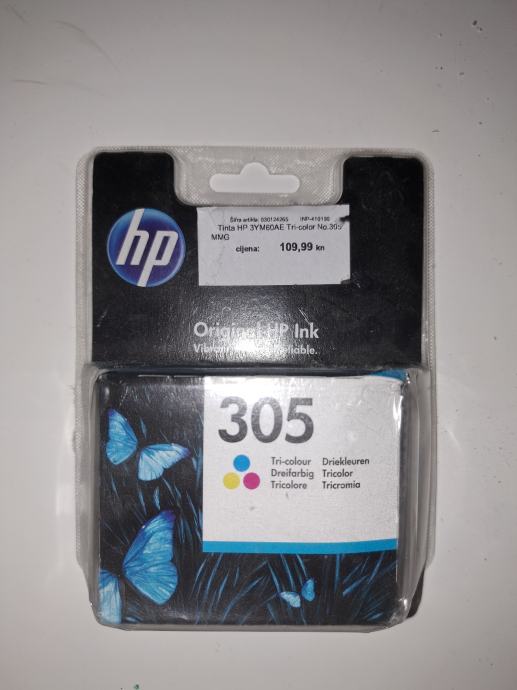 hp
Šifra artikla: 030124265 INP-410190
Tinta HP 3YM60AE Tri-color No.305
MMG
cijena: 109,99 kn
Original HP Ink
305
Tri-colour Driekleuren
Dreifarbig Tricolor
Tricolore Tricromia